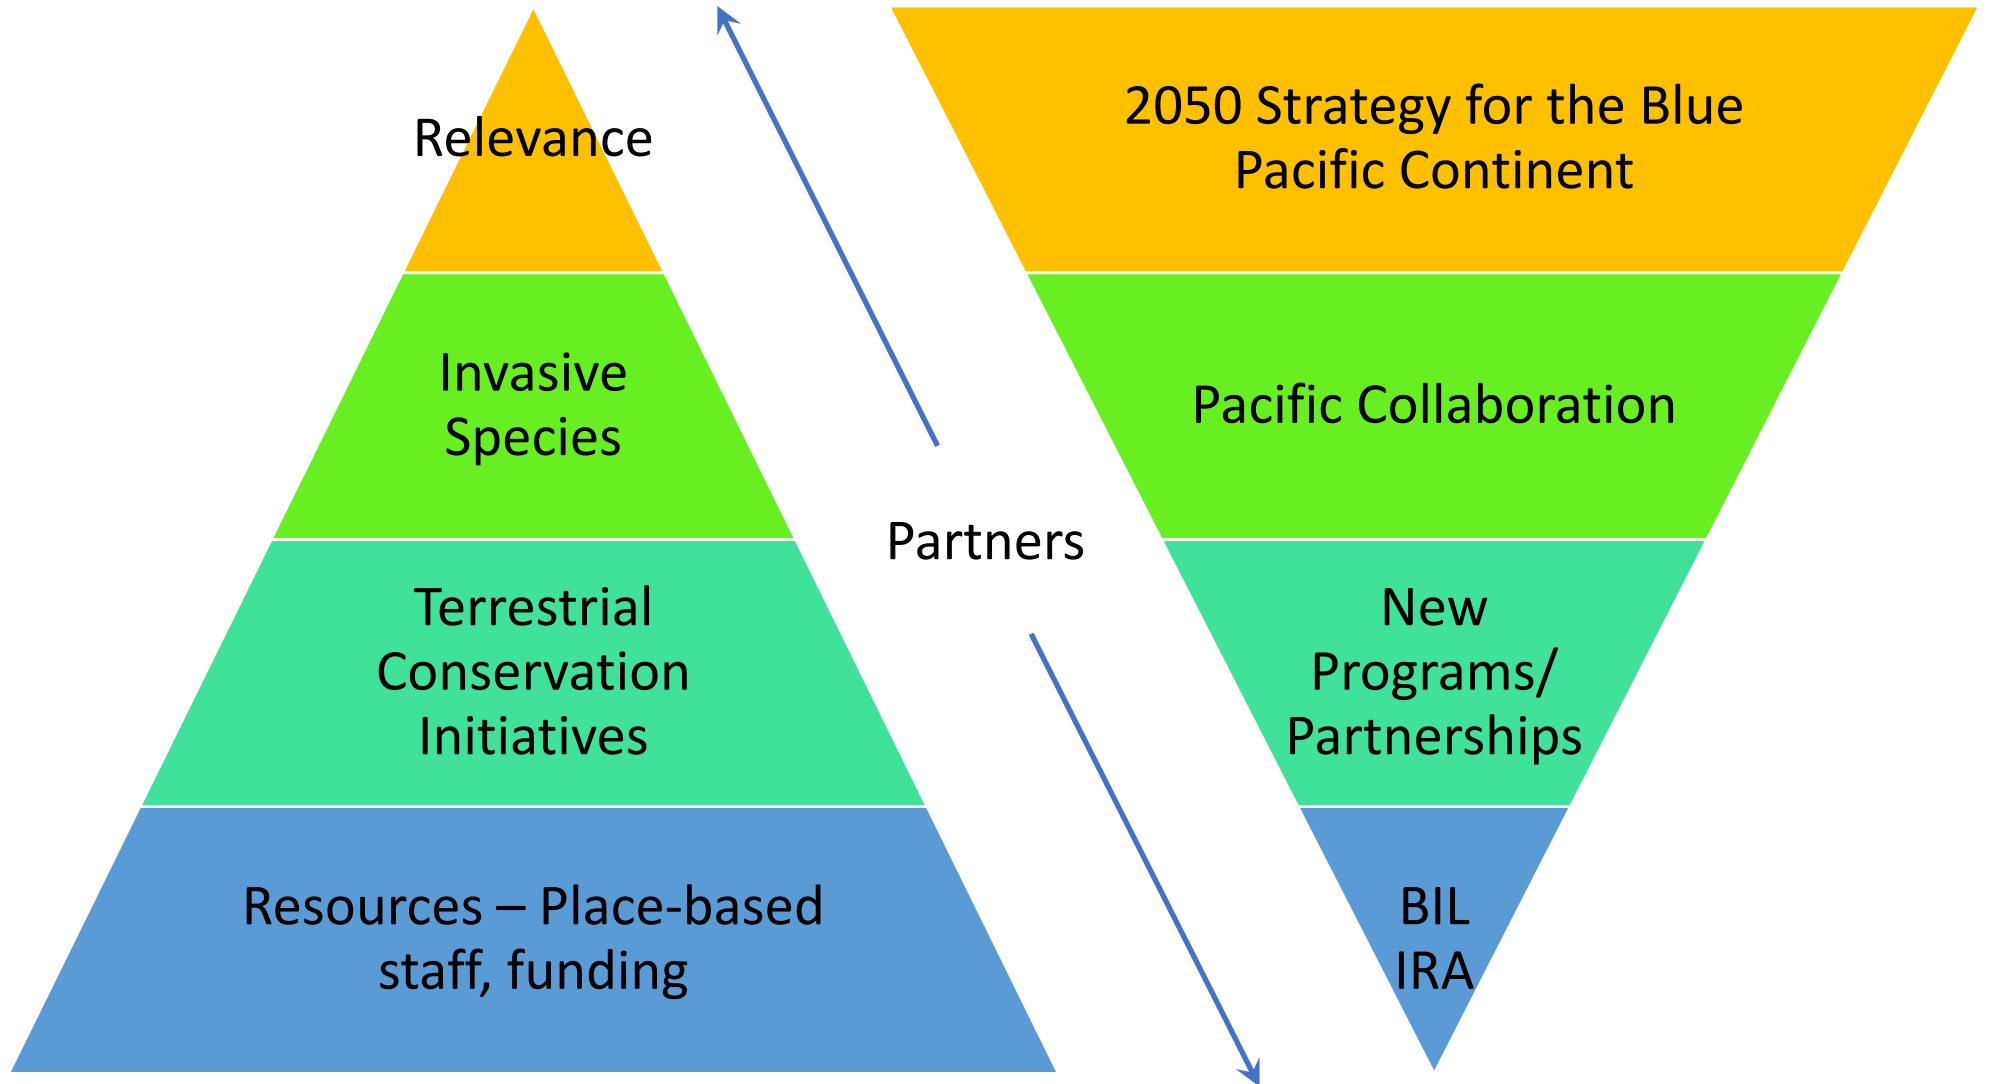 Relevance
Invasive
Species
Terrestrial
Conservation
Initiatives
Resources – Place-based
staff, funding
Partners
2050 Strategy for the Blue
Pacific Continent
Pacific Collaboration
New
Programs/
Partnerships
BIL
IRA